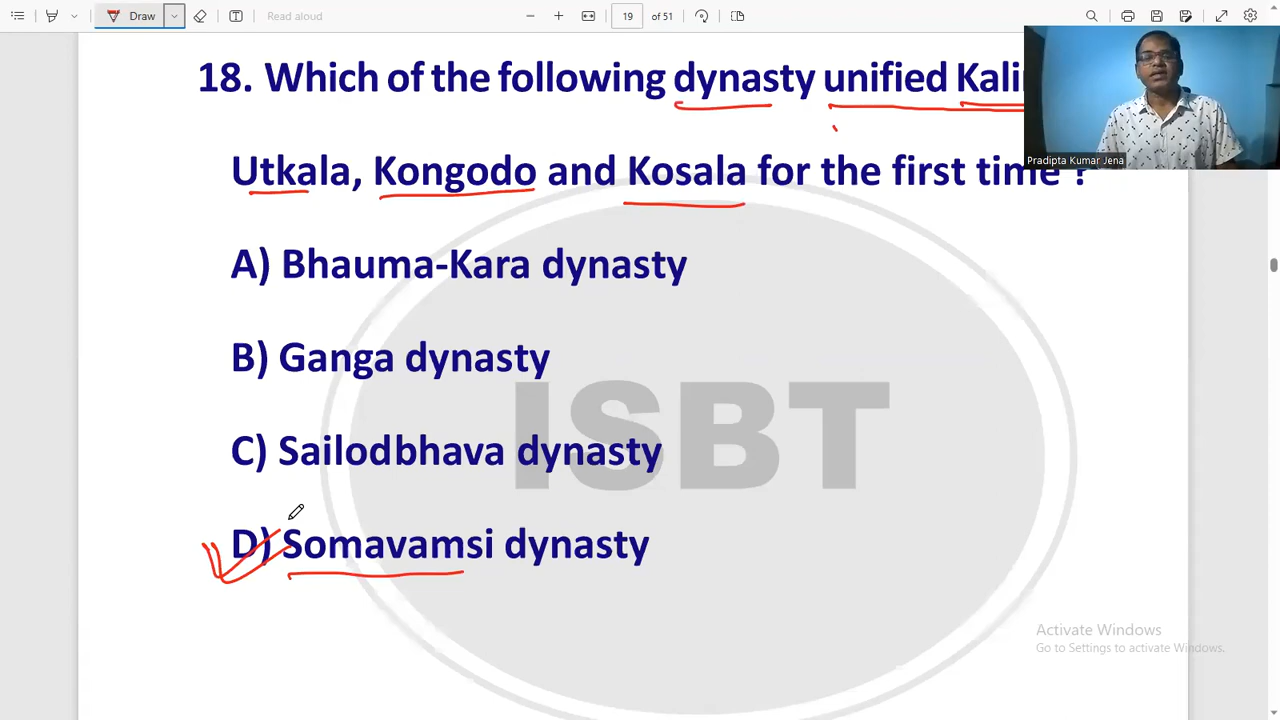 Draw
Read aloud
19 of 51
18. Which of the following dynasty unified
Utkala, Kongodo and Kosala for the first time ?
Pradipta Kumar Jena
A) Bhauma-Kara dynasty
B) Ganga dynasty
C) Sailodbhava dynasty
D) Somavamsi dynasty
ISBT
Activate Windows
Go to Settings to activate Windows.